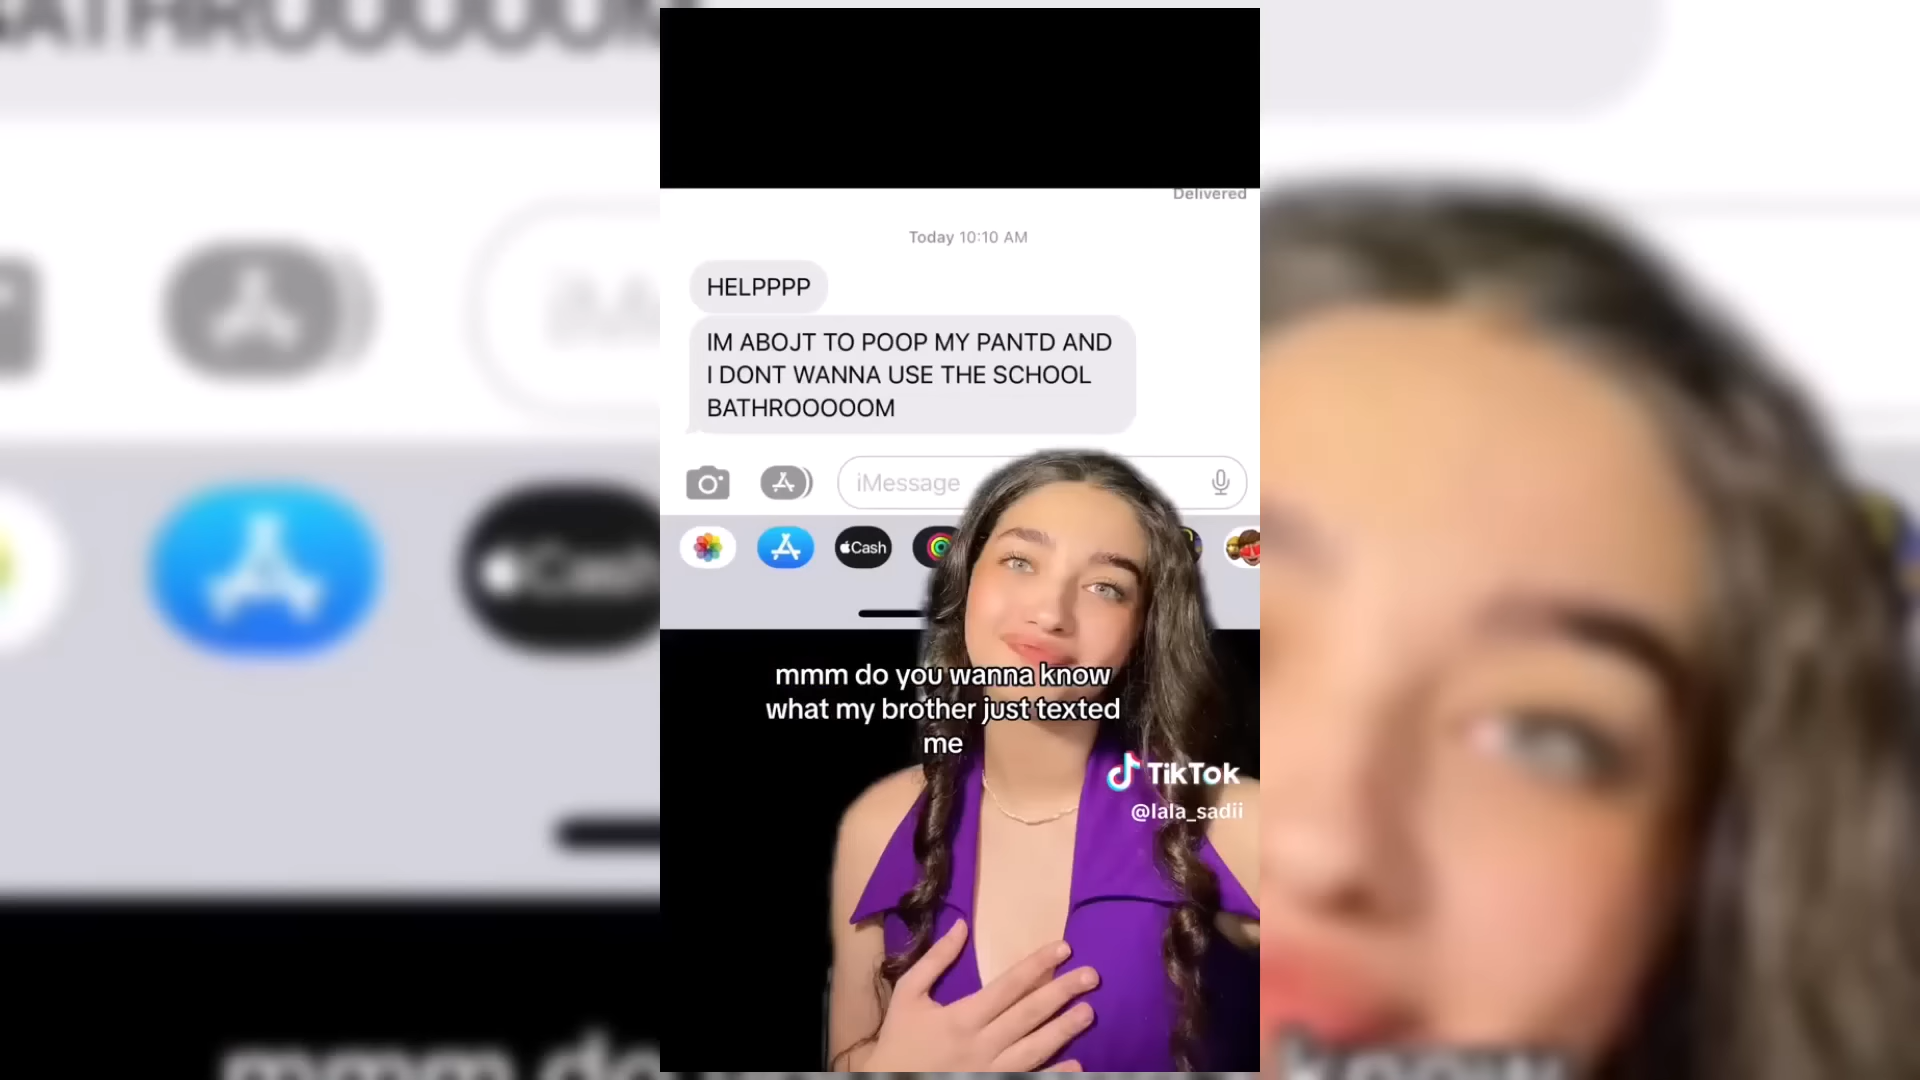 Delivered
Today 10:10 AM
HELPPPP
IM ABOJT TO POOP MY PANTD AND
I DONT WANNA USE THE SCHOOL
BATHROOOOOM
iMessage
Cash
mmm do you wanna know
what my brother just texted
me
TikTok
@lala_sadii